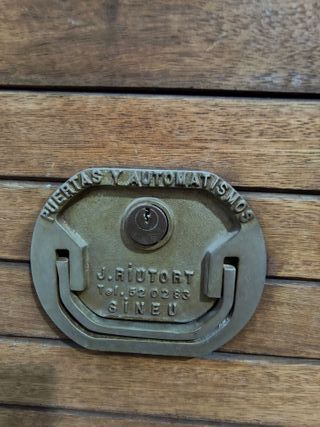 PUERTAS Y AUTOMATISMOS
J. RIUTORT
Tel. 520283
SINEU